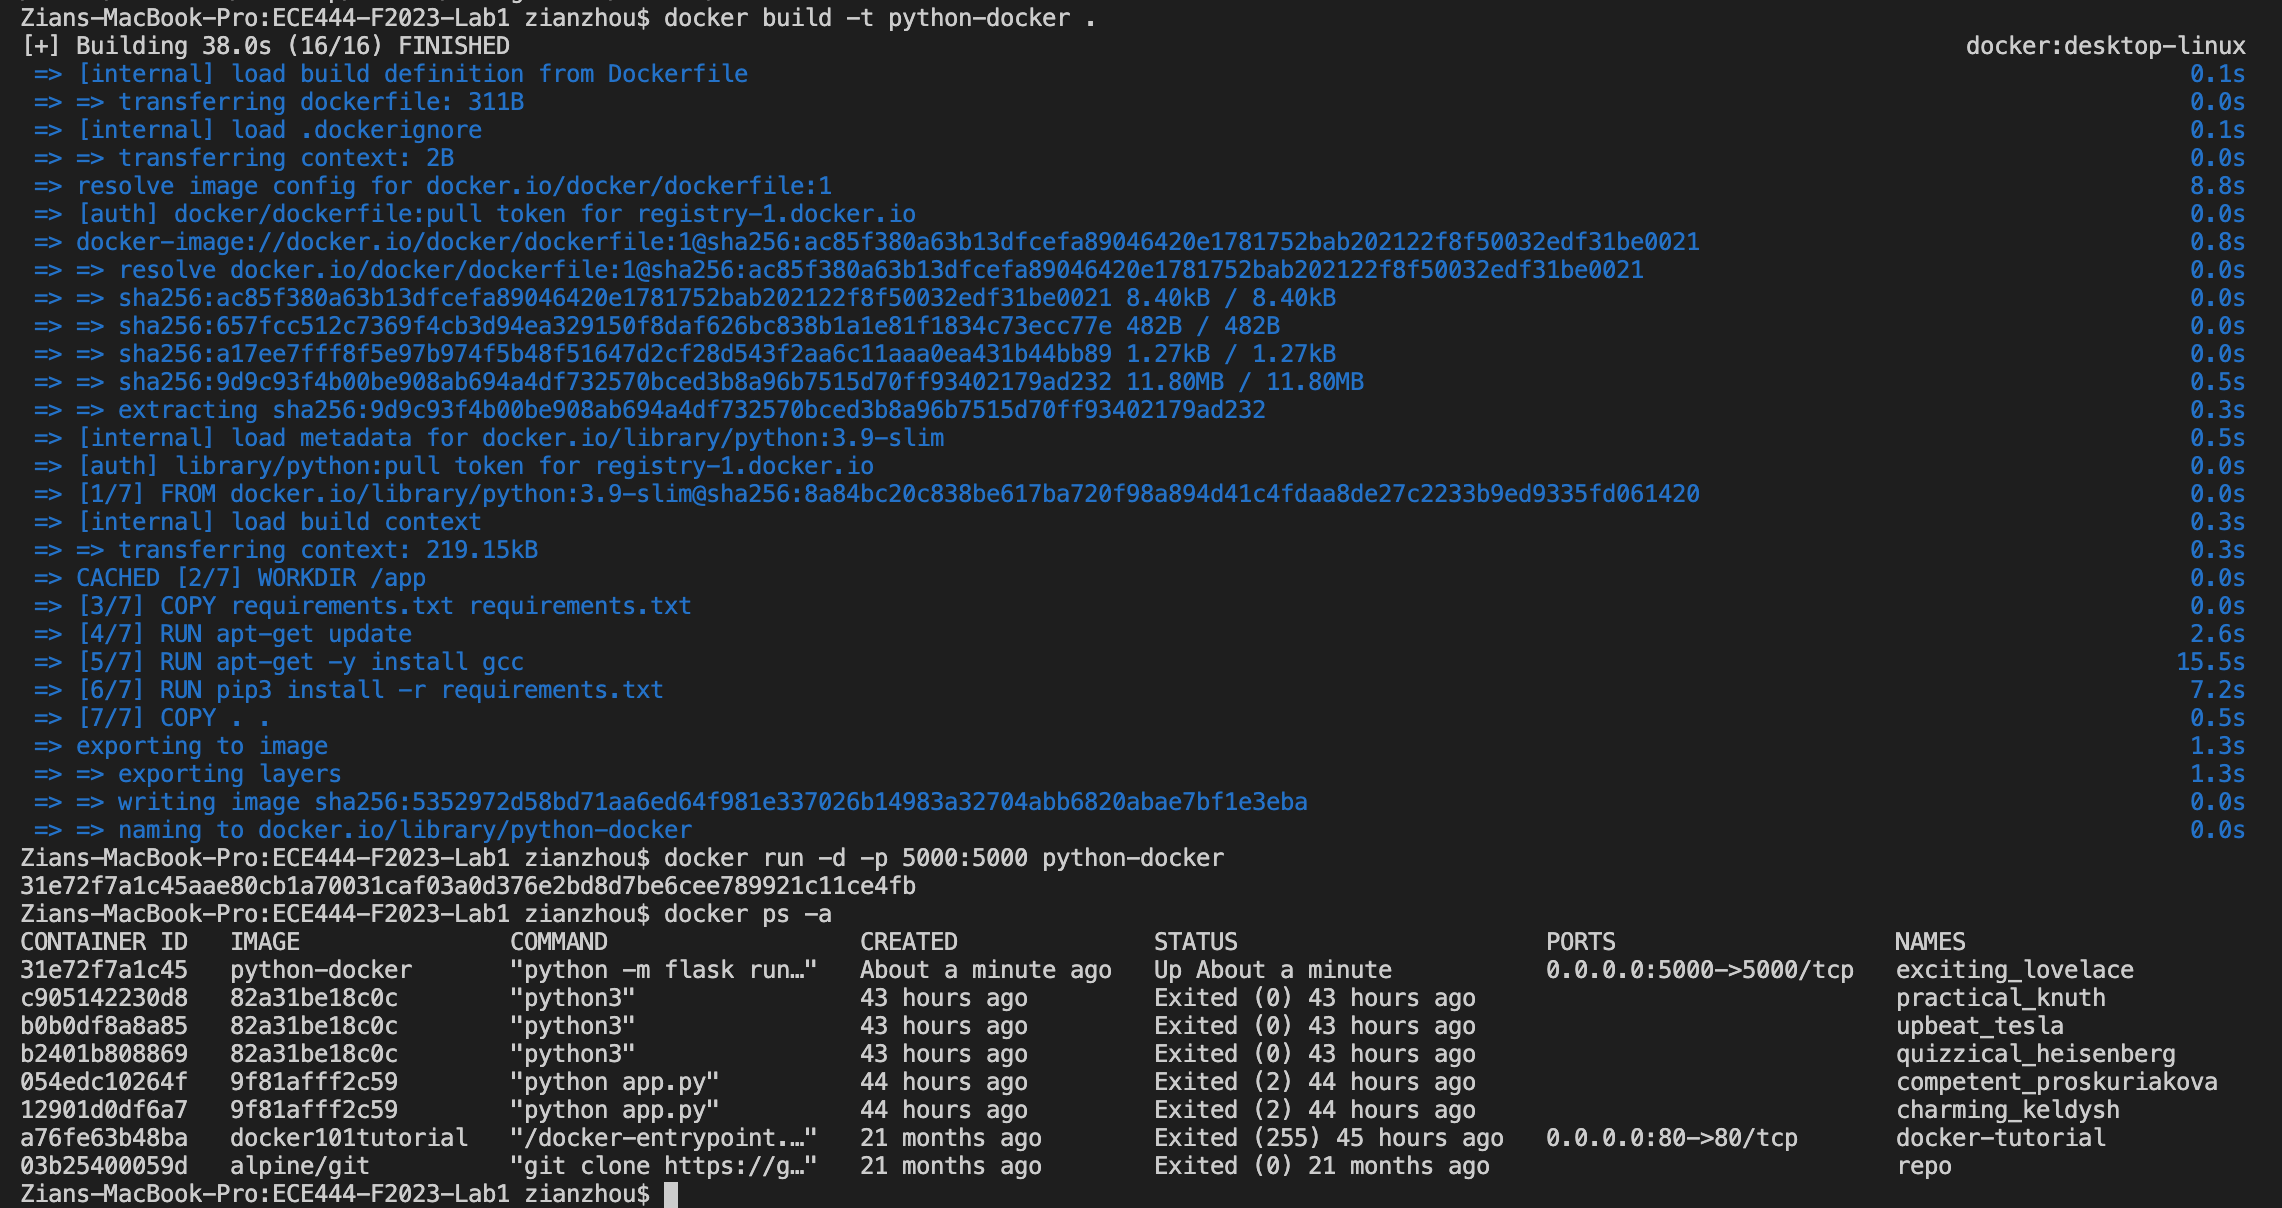 Zians-MacBook-Pro:ECE444-F2023-Lab1 zianzhou$ docker build -t python-docker .
[+] Building 38.0s (16/16) FINISHED docker:desktop-linux
=> [internal] load build definition from Dockerfile 0.1s
=> => transferring dockerfile: 311B 0.0s
=> [internal] load .dockerignore 0.1s
=> => transferring context: 2B 0.0s
=> resolve image config for docker.io/docker/dockerfile:1 8.8s
=> [auth] docker/dockerfile:pull token for registry-1.docker.io 0.0s
=> docker-image://docker.io/docker/dockerfile:1@sha256:ac85f380a63b13dfcefa89046420e1781752bab202122f8f50032edf31be0021 0.8s
=> => resolve docker.io/docker/dockerfile:1@sha256:ac85f380a63b13dfcefa89046420e1781752bab202122f8f50032edf31be0021 0.0s
=> => sha256:ac85f380a63b13dfcefa89046420e1781752bab202122f8f50032edf31be0021 8.40kB / 8.40kB 0.0s
=> => sha256:657fcc512c7369f4cb3d94ea329150f8daf626bc838b1a1e81f1834c73ecc77e 482B / 482B 0.0s
=> => sha256:a17ee7fff8f5e97b974f5b48f51647d2cf28d543f2aa6c11aaa0ea431b44bb89 1.27kB / 1.27kB 0.0s
=> => sha256:9d9c93f4b00be908ab694a4df732570bced3b8a96b7515d70ff93402179ad232 11.80MB / 11.80MB 0.5s
=> => extracting sha256:9d9c93f4b00be908ab694a4df732570bced3b8a96b7515d70ff93402179ad232 0.3s
=> [internal] load metadata for docker.io/library/python:3.9-slim 0.5s
=> [auth] library/python:pull token for registry-1.docker.io 0.0s
=> [1/7] FROM docker.io/library/python:3.9-slim@sha256:8a84bc20c838be617ba720f98a894d41c4fdaa8de27c2233b9ed9335fd061420 0.0s
=> [internal] load build context 0.3s
=> => transferring context: 219.15kB 0.3s
=> CACHED [2/7] WORKDIR /app 0.0s
=> [3/7] COPY requirements.txt requirements.txt 0.0s
=> [4/7] RUN apt-get update 2.6s
=> [5/7] RUN apt-get -y install gcc 15.5s
=> [6/7] RUN pip3 install -r requirements.txt 7.2s
=> [7/7] COPY . . 0.5s
=> exporting to image 1.3s
=> => exporting layers 1.3s
=> => writing image sha256:5352972d58bd71aa6ed64f981e337026b14983a32704abb6820abae7bf1e3eba 0.0s
=> => naming to docker.io/library/python-docker 0.0s
Zians-MacBook-Pro:ECE444-F2023-Lab1 zianzhou$ docker run -d -p 5000:5000 python-docker
31e72f7a1c45aae80cb1a70031caf03a0d376e2bd8d7be6cee789921c11ce4fb
Zians-MacBook-Pro:ECE444-F2023-Lab1 zianzhou$ docker ps -a
CONTAINER ID IMAGE COMMAND CREATED STATUS PORTS NAMES
31e72f7a1c45 python-docker "python -m flask run…" About a minute ago Up About a minute 0.0.0.0:5000->5000/tcp exciting_lovelace
c905142230d8 82a31be18c0c "python3" 43 hours ago Exited (0) 43 hours ago practical_knuth
b0b0df8a8a85 82a31be18c0c "python3" 43 hours ago Exited (0) 43 hours ago upbeat_tesla
b2401b808869 82a31be18c0c "python3" 43 hours ago Exited (0) 43 hours ago quizzical_heisenberg
054edc10264f 9f81afff2c59 "python app.py" 44 hours ago Exited (2) 44 hours ago competent_proskuriakova
12901d0df6a7 9f81afff2c59 "python app.py" 44 hours ago Exited (2) 44 hours ago charming_keldysh
a76fe63b48ba docker101tutorial "/docker-entrypoint.…" 21 months ago Exited (255) 45 hours ago 0.0.0.0:80->80/tcp docker-tutorial
03b25400059d alpine/git "git clone https://g…" 21 months ago Exited (0) 21 months ago repo
Zians-MacBook-Pro:ECE444-F2023-Lab1 zianzhou$